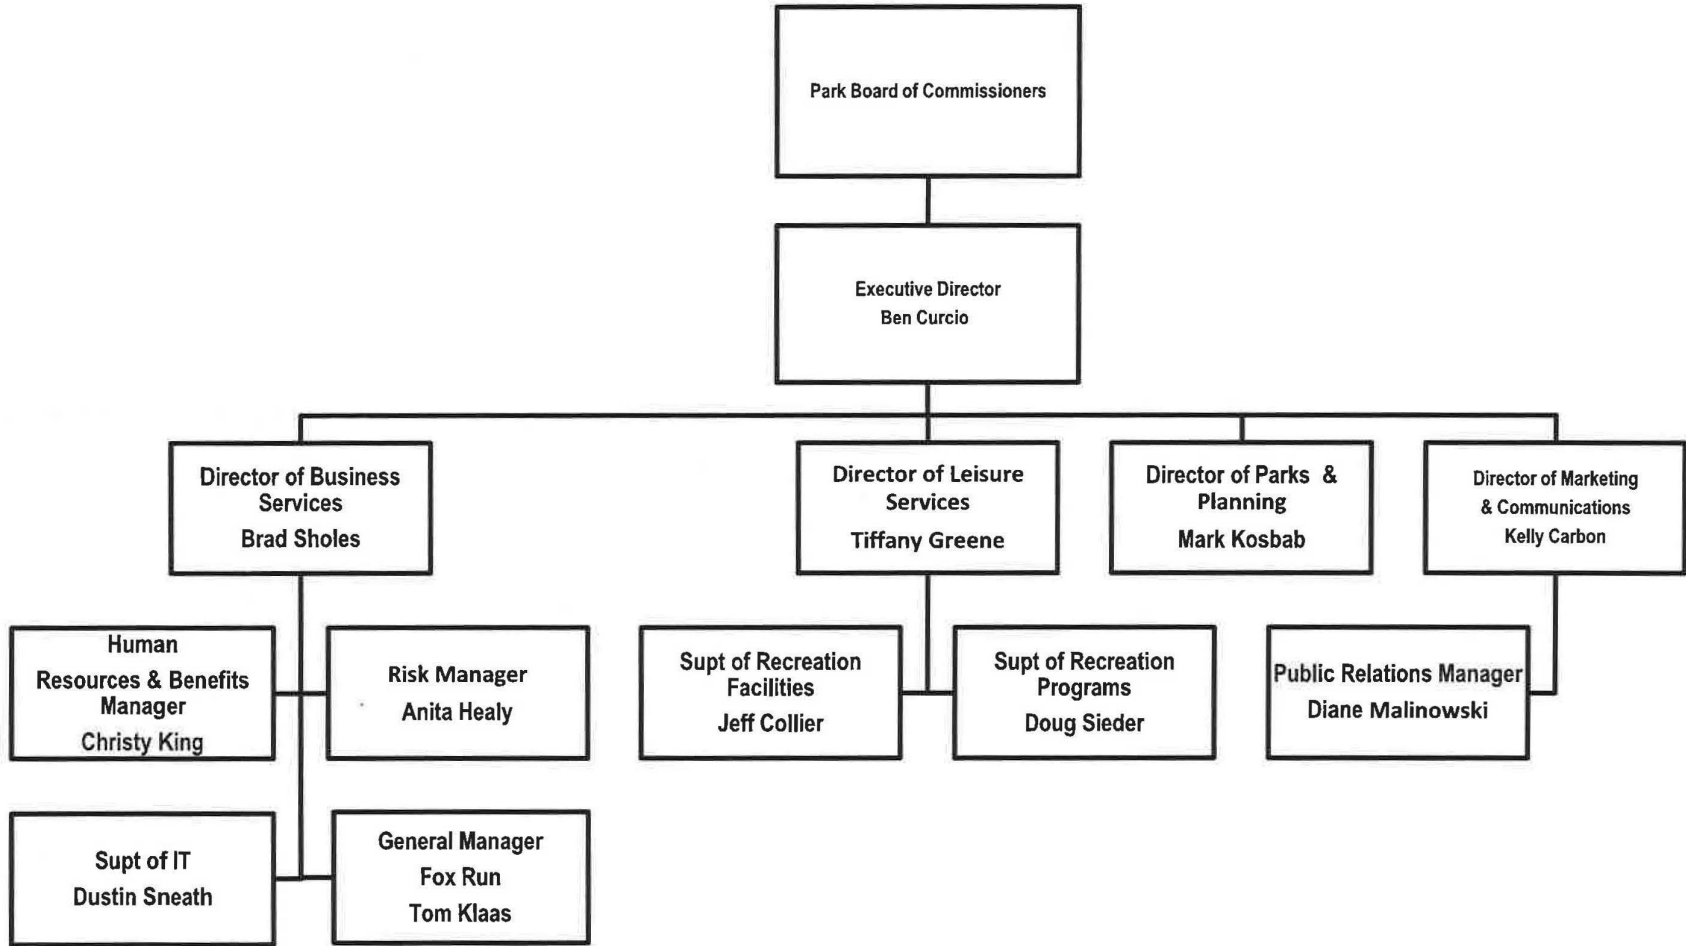 Park Board of Commissioners
Executive Director
Ben Curcio
Director of Business
Services
Brad Sholes
Director of Leisure
Services
Tiffany Greene
Director of Parks &
Planning
Mark Kosbab
Director of Marketing
& Communications
Kelly Carbon
Human
Resources & Benefits
Manager
Christy King
Risk Manager
Anita Healy
Supt of Recreation
Facilities
Jeff Collier
Supt of Recreation
Programs
Doug Sieder
Public Relations Manager
Diane Malinowski
Supt of IT
Dustin Sneath
General Manager
Fox Run
Tom Klaas